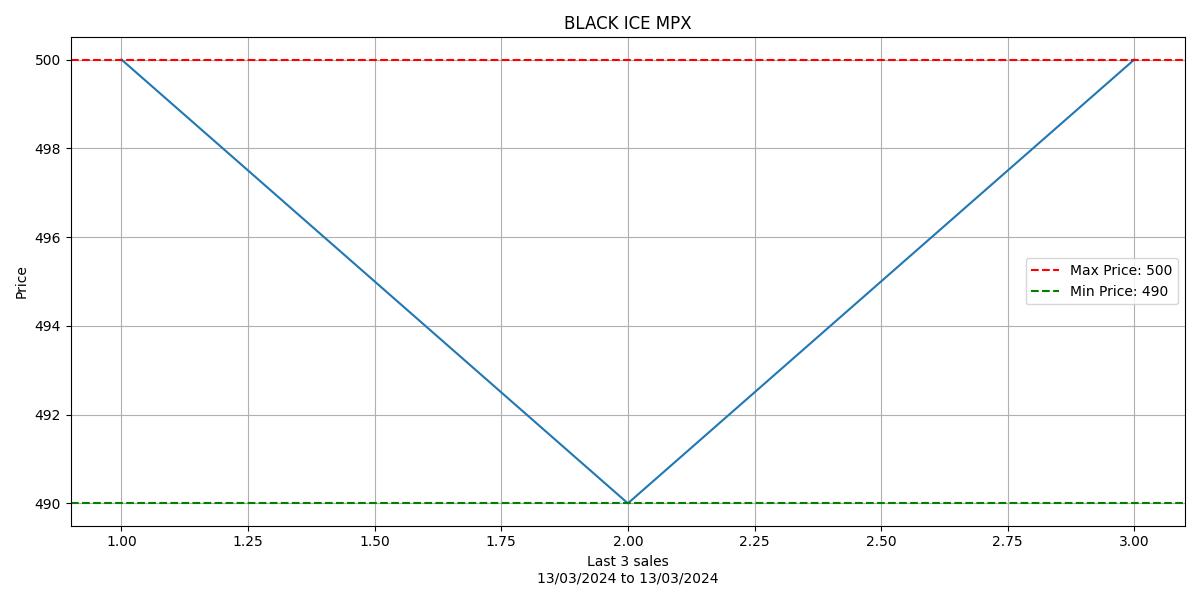 BLACK ICE MPX
500
498
496
494
492
490
Price
Max Price: 500
Min Price: 490
1.00 1.25 1.50 1.75 2.00 2.25 2.50 2.75 3.00
Last 3 sales
13/03/2024 to 13/03/2024